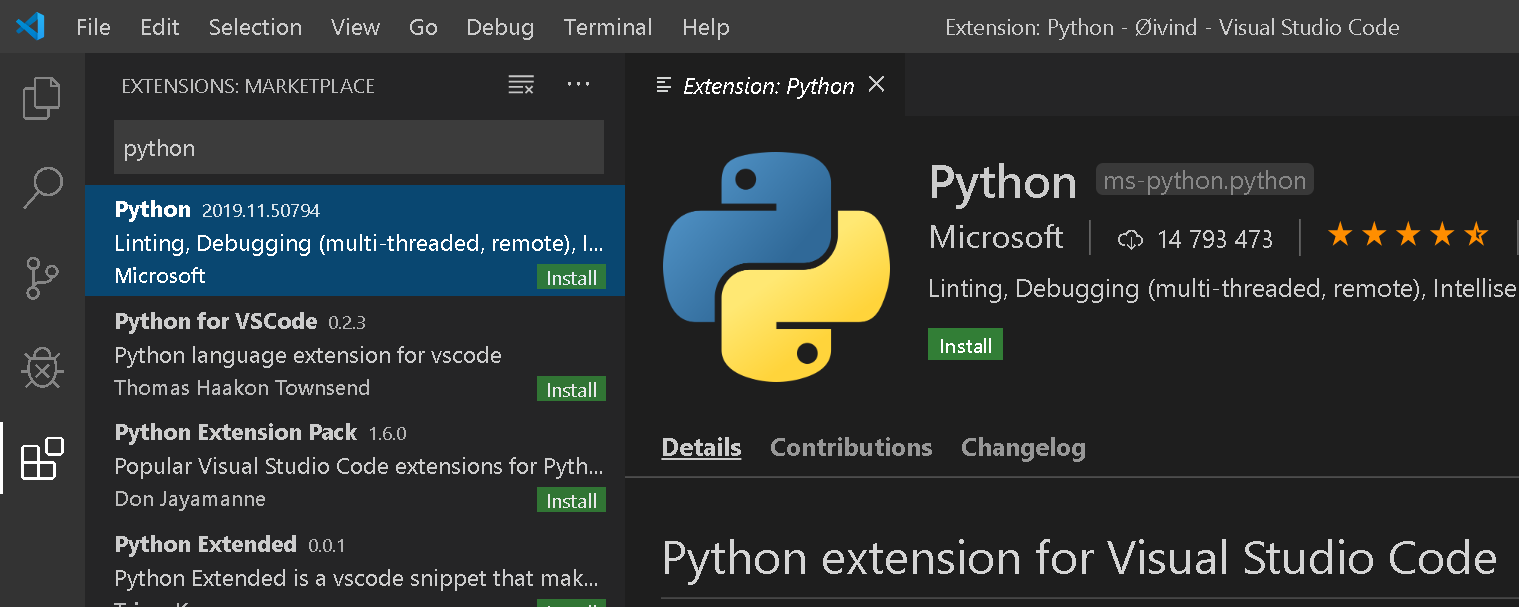 File Edit Selection View Go Debug Terminal Help Extension: Python - Øivind - Visual Studio Code
EXTENSIONS: MARKETPLACE
python
Python 2019.11.50794
Linting, Debugging (multi-threaded, remote), I...
Microsoft Install
Python for VSCode 0.2.3
Python language extension for vscode
Thomas Haakon Townsend Install
Python Extension Pack 1.6.0
Popular Visual Studio Code extensions for Pyth...
Don Jayamanne Install
Python Extended 0.0.1
Python Extended is a vscode snippet that mak...
Extension: Python
Python ms-python.python
Microsoft 14 793 473
Linting, Debugging (multi-threaded, remote), Intellise
Install
Details Contributions Changelog
Python extension for Visual Studio Code